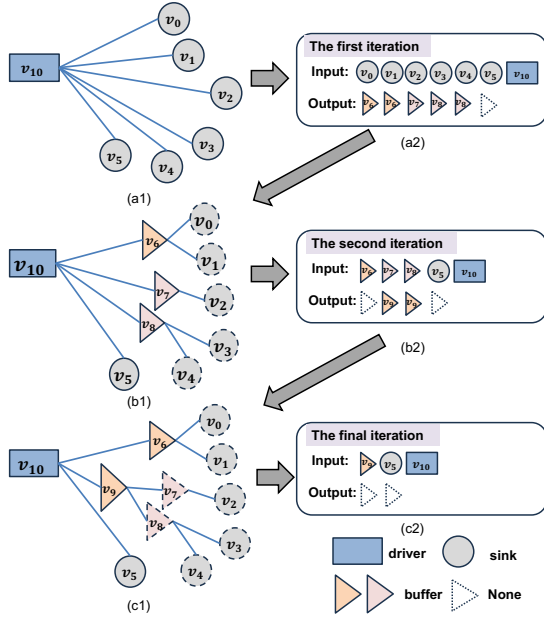 v0
v1
v10
v2
v3
v5
v4
(a1)
The first iteration
Input: v0 v1 v2 v3 v4 v5 v10
Output: v6 v6 v7 v8 v8
(a2)
v0
v6
v1
v10
v7
v2
v8
v3
v5
v4
(b1)
The second iteration
Input: v6 v7 v8 v5 v10
Output: v9 v9
(b2)
v0
v6
v1
v10
v9
v7
v2
v8
v3
v5
v4
(c1)
The final iteration
Input: v9 v5 v10
Output:
(c2)
driver
sink
buffer
None